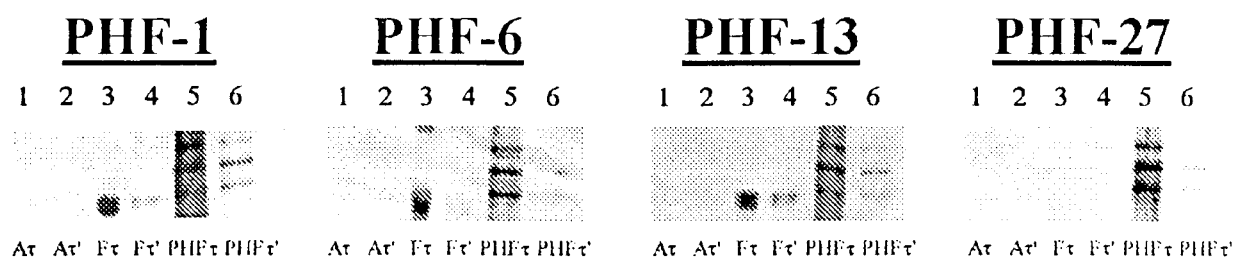 PHF-1 PHF-6 PHF-13 PHF-27
1 2 3 4 5 6 1 2 3 4 5 6 1 2 3 4 5 6 1 2 3 4 5 6
Aτ Aτ' Fτ Fτ' PHFτ PHFτ' Aτ Aτ' Fτ Fτ' PHFτ PHFτ' Aτ Aτ' Fτ Fτ' PHFτ PHFτ' Aτ Aτ' Fτ Fτ' PHFτ PHFτ'